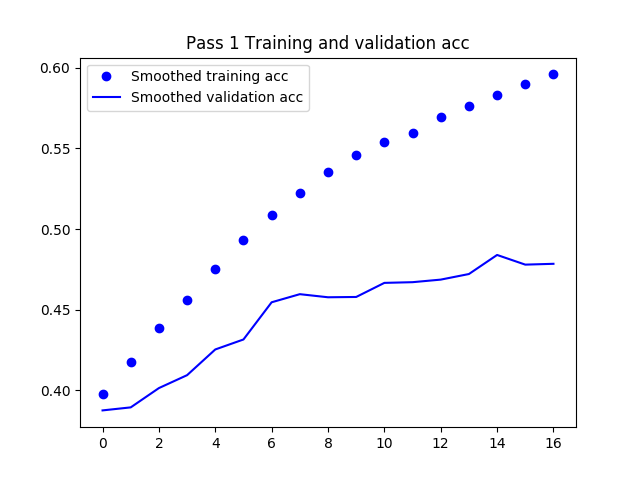 Pass 1 Training and validation acc
Smoothed training acc
Smoothed validation acc
0.60
0.55
0.50
0.45
0.40
0 2 4 6 8 10 12 14 16